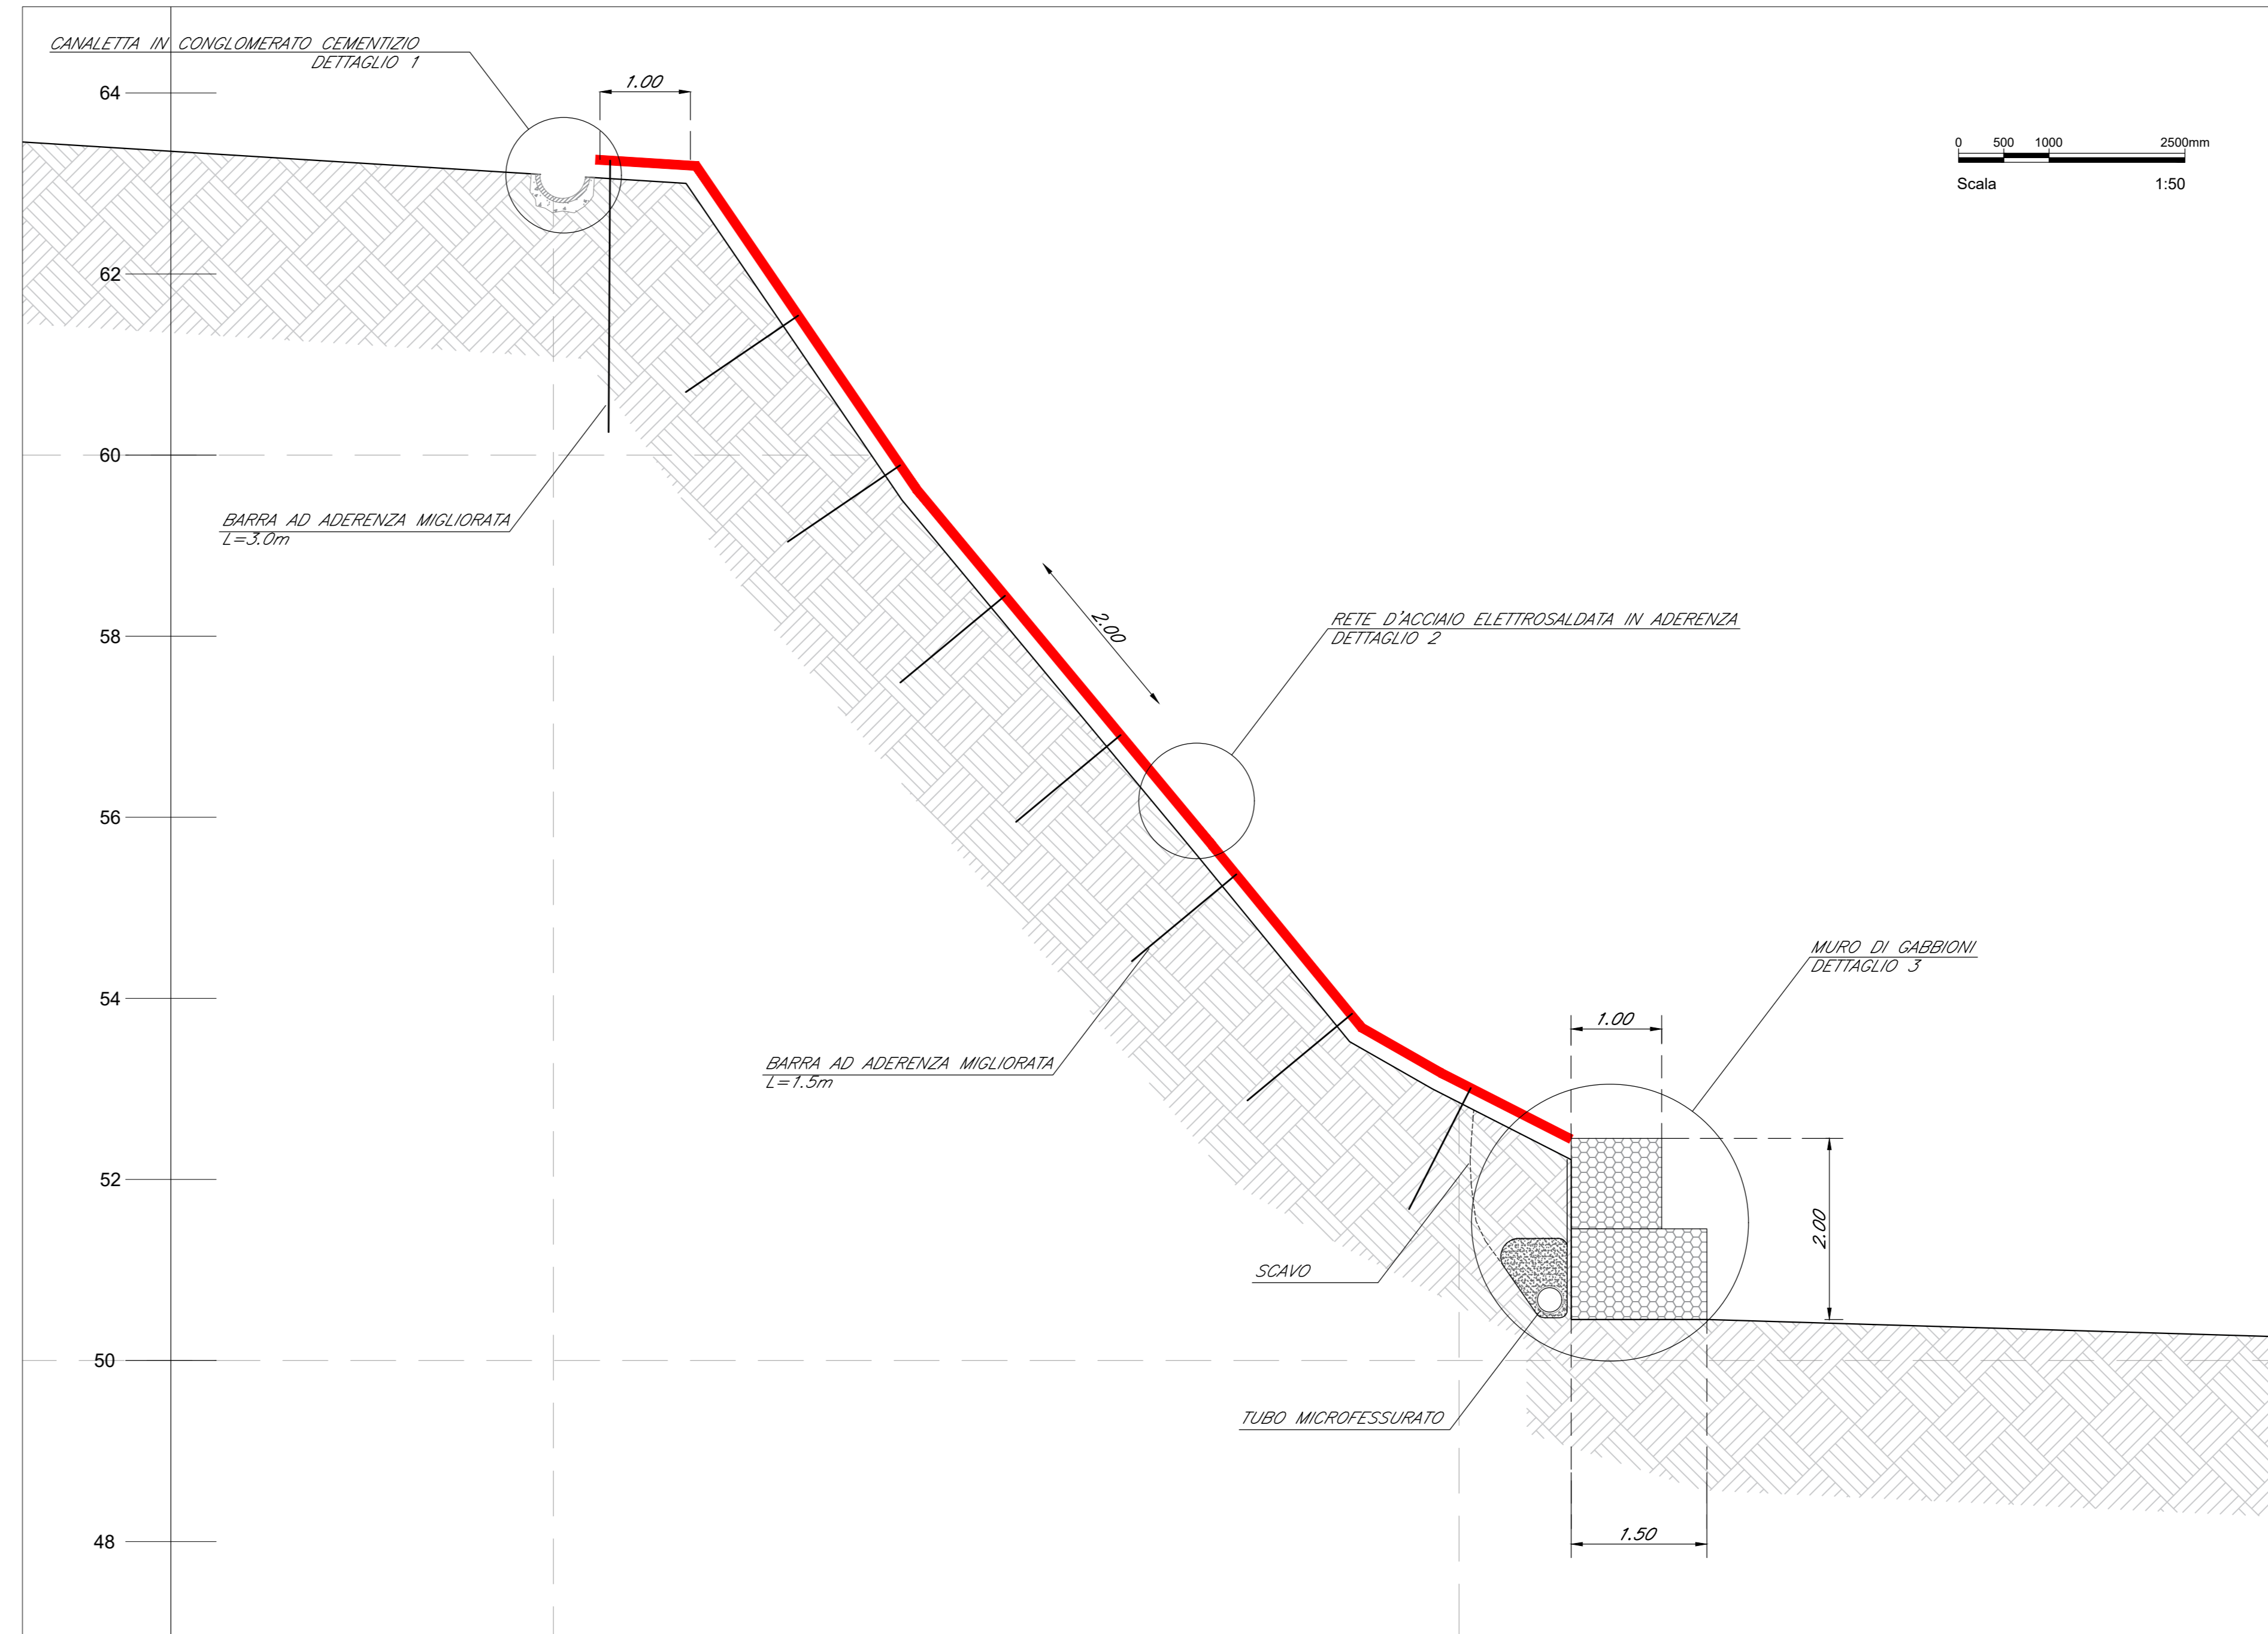 CANALETTA IN CONGLOMERATO CEMENTIZIO
DETTAGLIO 1
64
1.00
0 500 1000 2500mm
Scala 1:50
62
60
BARRA AD ADERENZA MIGLIORATA
L=3.0m
58
2.00
RETE D'ACCIAIO ELETTROSALDATA IN ADERENZA
DETTAGLIO 2
56
54
MURO DI GABBIONI
DETTAGLIO 3
1.00
BARRA AD ADERENZA MIGLIORATA
L=1.5m
52
2.00
SCAVO
50
TUBO MICROFESSURATO
48
1.50